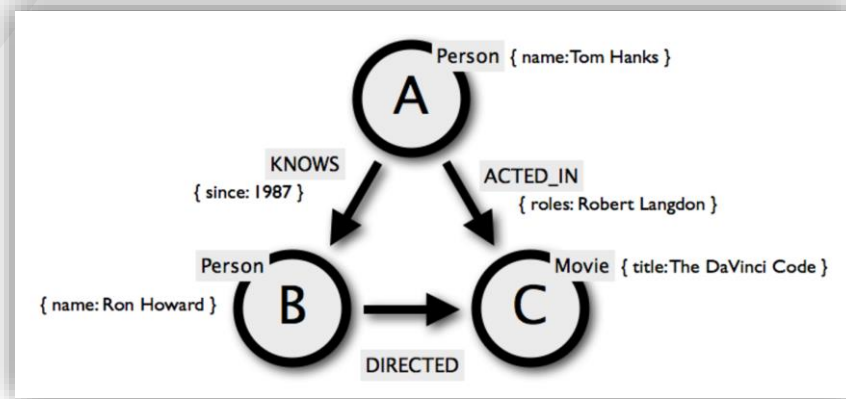 Person { name:Tom Hanks }
A
KNOWS
{ since: 1987 }
ACTED_IN
{ roles: Robert Langdon }
Person
{ name: Ron Howard }
B
Movie { title:The DaVinci Code }
C
DIRECTED